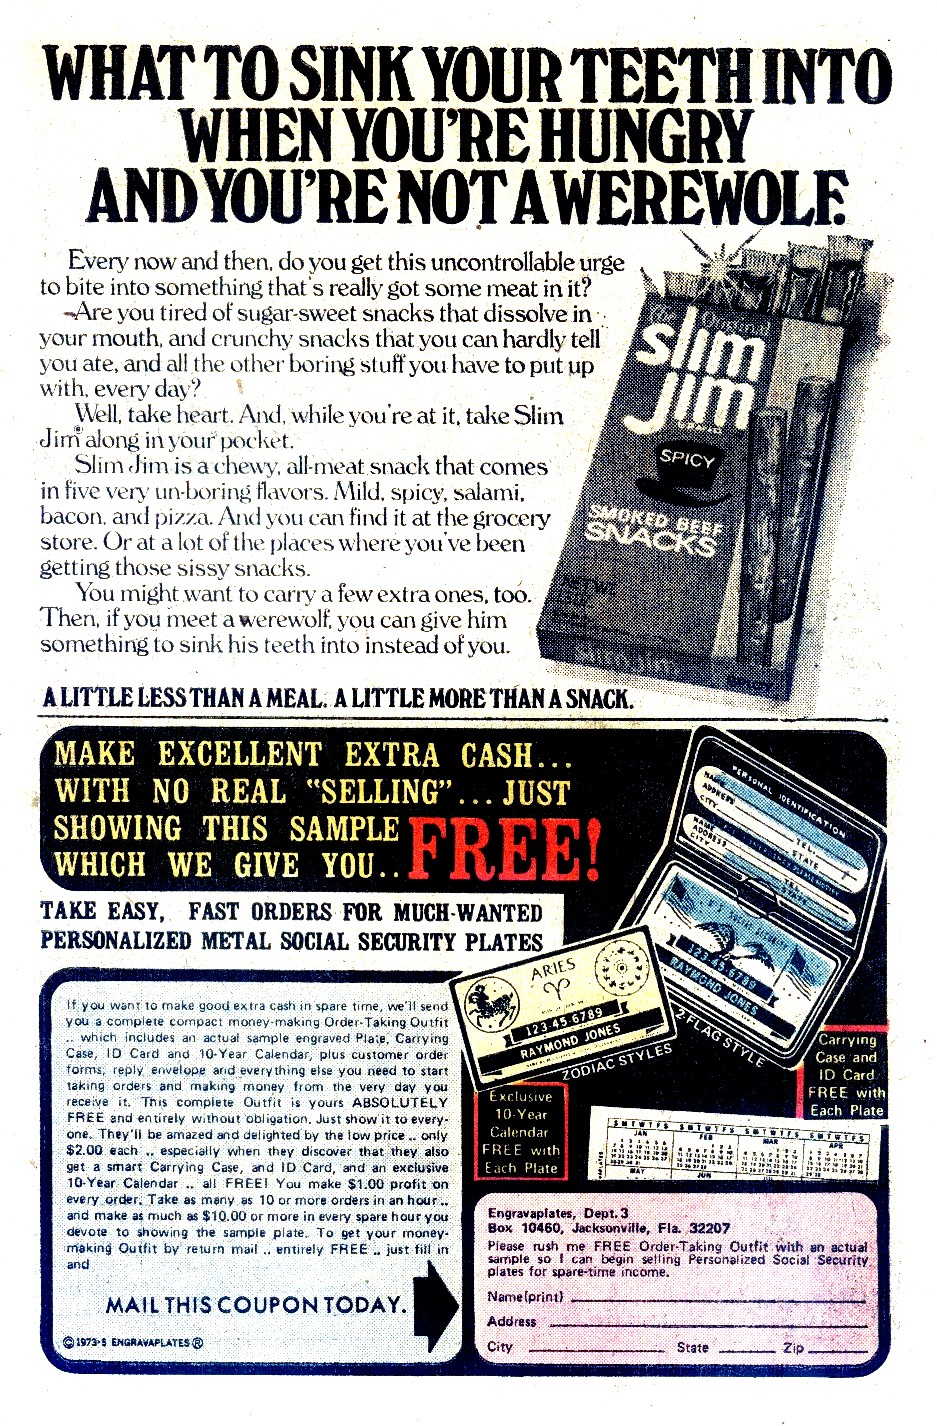 WHAT TO SINK YOUR TEETH INTO
WHEN YOU'RE HUNGRY
AND YOU'RE NOT A WEREWOLF.
Every now and then, do you get this uncontrollable urge
to bite into something that's really got some meat in it?
Are you tired of sugar-sweet snacks that dissolve in
your mouth, and crunchy snacks that you can hardly tell
you ate, and all the other boring stuff you have to put up
with, every day?
Well, take heart. And, while you're at it, take Slim
Jim® along in your pocket.
Slim Jim is a chewy, all-meat snack that comes
in five very un-boring flavors. Mild, spicy, salami,
bacon, and pizza. And you can find it at the grocery
store. Or at a lot of the places where you've been
getting those sissy snacks.
You might want to carry a few extra ones, too.
Then, if you meet a werewolf, you can give him
something to sink his teeth into instead of you.
slim
jim
SPICY
SMOKED BEEF
SNACKS
A LITTLE LESS THAN A MEAL. A LITTLE MORE THAN A SNACK.
MAKE EXCELLENT EXTRA CASH...
WITH NO REAL "SELLING"... JUST
SHOWING THIS SAMPLE
WHICH WE GIVE YOU.. FREE!
TAKE EASY, FAST ORDERS FOR MUCH-WANTED
PERSONALIZED METAL SOCIAL SECURITY PLATES
PERSONAL IDENTIFICATION
NAME
ADDRESS TEL.
CITY STATE
NAME
ADDRESS TEL.
CITY
123-45-6789
RAYMOND JONES
2 FLAG STYLE
ARIES
123-45-6789
RAYMOND JONES
ZODIAC STYLES
Carrying
Case and
ID Card
FREE with
Each Plate
Exclusive
10-Year
Calendar
FREE with
Each Plate
S M T W T F S S M T W T F S S M T W T F S S M T W T F S
JAN FEB MAR APR
MAY JUN
If you want to make good extra cash in spare time, we'll send
you a complete compact money-making Order-Taking Outfit
.. which includes an actual sample engraved Plate, Carrying
Case, ID Card and 10-Year Calendar, plus customer order
forms, reply envelope and everything else you need to start
taking orders and making money from the very day you
receive it. This complete Outfit is yours ABSOLUTELY
FREE and entirely without obligation. Just show it to every-
one. They'll be amazed and delighted by the low price .. only
$2.00 each .. especially when they discover that they also
get a smart Carrying Case, and ID Card, and an exclusive
10-Year Calendar .. all FREE! You make $1.00 profit on
every order. Take as many as 10 or more orders in an hour ..
and make as much as $10.00 or more in every spare hour you
devote to showing the sample plate. To get your money-
making Outfit by return mail .. entirely FREE .. just fill in
and
MAIL THIS COUPON TODAY.
© 1973-S ENGRAVAPLATES ®
Engravaplates, Dept. 3
Box 10460, Jacksonville, Fla. 32207
Please rush me FREE Order-Taking Outfit with an actual
sample so I can begin selling Personalized Social Security
plates for spare-time income.
Name(print)
Address
City State Zip